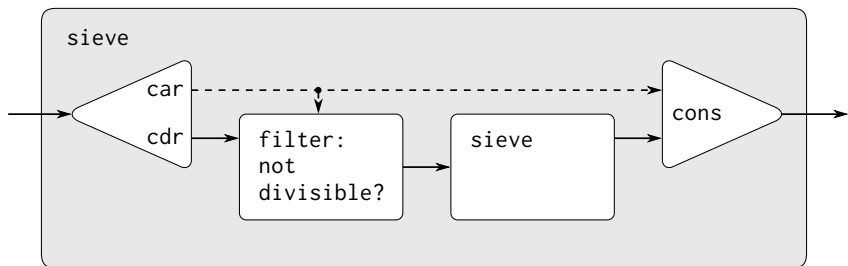 sieve
car
cdr
filter:
not
divisible?
sieve
cons